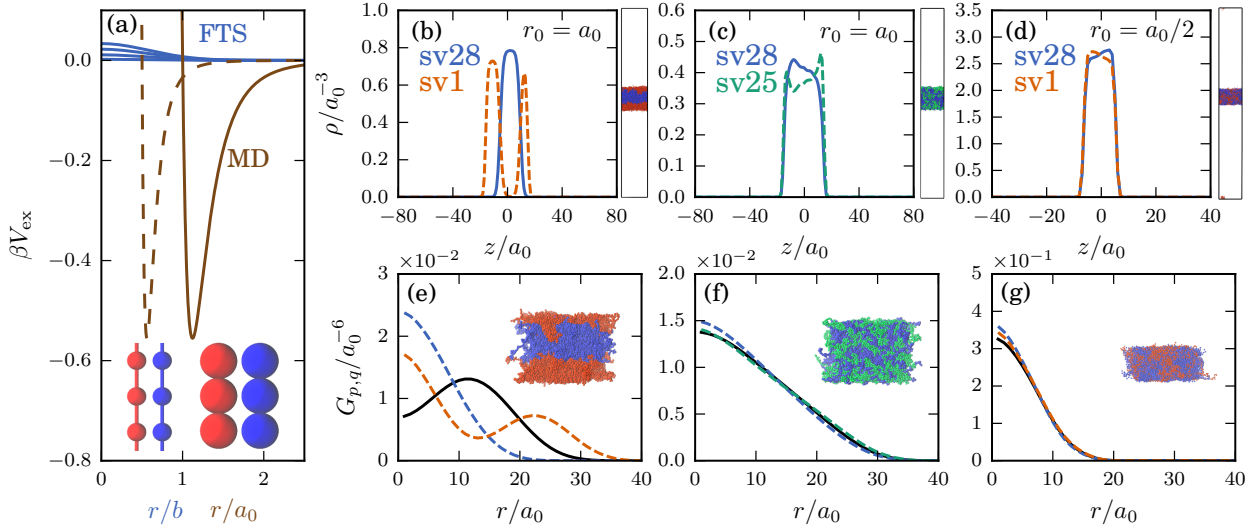 (a)
FTS
MD
βV_ex
0.0
−0.2
−0.4
−0.6
−0.8
0
1
2
r/b
r/a_0
(b)
r_0 = a_0
sv28
sv1
ρ/a_0^{−3}
1.0
0.8
0.6
0.4
0.2
0.0
−80
−40
0
40
80
z/a_0
(c)
r_0 = a_0
sv28
sv25
0.6
0.5
0.4
0.3
0.2
0.1
0.0
−80
−40
0
40
80
z/a_0
(d)
r_0 = a_0/2
sv28
sv1
3.5
3.0
2.5
2.0
1.5
1.0
0.5
0.0
−40
−20
0
20
40
z/a_0
×10^{−2}
(e)
G_{p,q}/a_0^{−6}
3
2
1
0
0
10
20
30
40
r/a_0
×10^{−2}
(f)
2.0
1.5
1.0
0.5
0.0
0
10
20
30
40
r/a_0
×10^{−1}
(g)
5
4
3
2
1
0
0
10
20
30
40
r/a_0